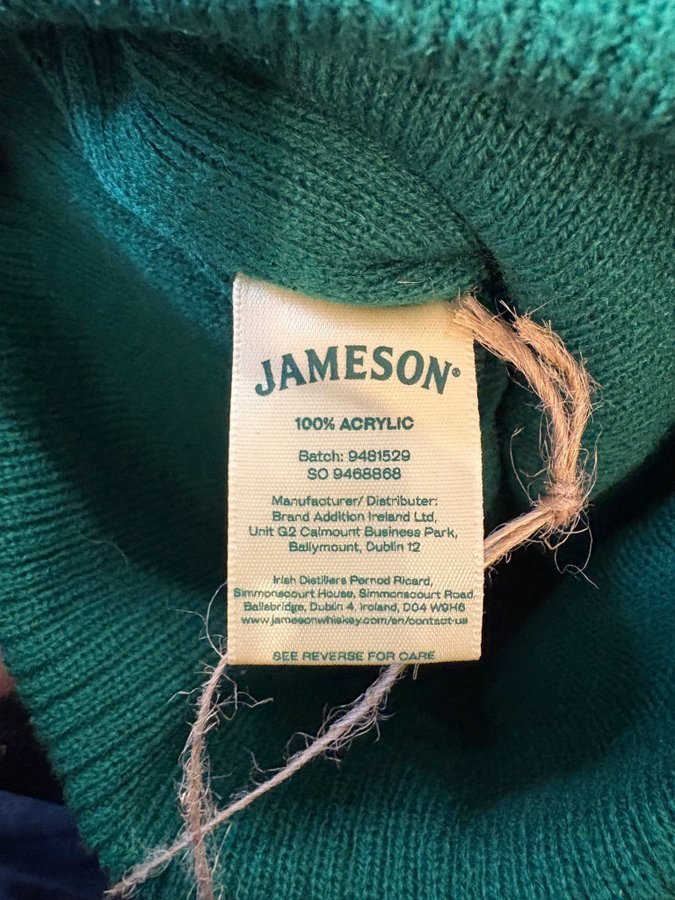 JAMESON®
100% ACRYLIC
Batch: 9481529
SO 9468868
Manufacturer/ Distributer:
Brand Addition Ireland Ltd,
Unit G2 Calmount Business Park,
Ballymount, Dublin 12
Irish Distillers Pernod Ricard,
Simmonscourt House, Simmonscourt Road
Ballsbridge, Dublin 4, Ireland, D04 W9H6
www.jamesonwhiskey.com/en/contact-us
SEE REVERSE FOR CARE